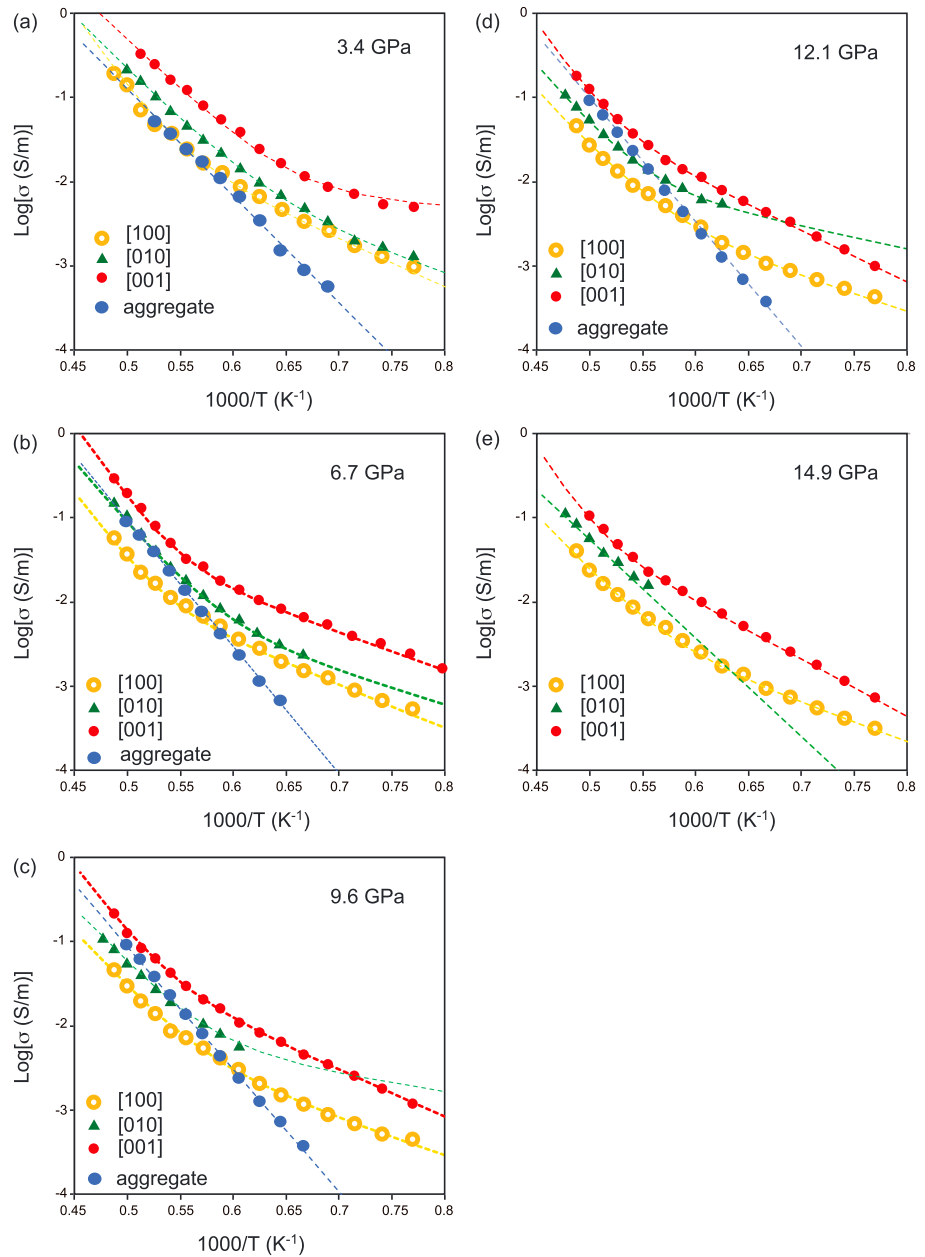 (a)
3.4 GPa
Log[σ (S/m)]
0
-1
-2
-3
-4
[100]
[010]
[001]
aggregate
0.45 0.5 0.55 0.6 0.65 0.7 0.75 0.8
1000/T (K⁻¹)
(b)
6.7 GPa
Log[σ (S/m)]
0
-1
-2
-3
-4
[100]
[010]
[001]
aggregate
0.45 0.5 0.55 0.6 0.65 0.7 0.75 0.8
1000/T (K⁻¹)
(c)
9.6 GPa
Log[σ (S/m)]
0
-1
-2
-3
-4
[100]
[010]
[001]
aggregate
0.45 0.5 0.55 0.6 0.65 0.7 0.75 0.8
1000/T (K⁻¹)
(d)
12.1 GPa
Log[σ (S/m)]
0
-1
-2
-3
-4
[100]
[010]
[001]
aggregate
0.45 0.5 0.55 0.6 0.65 0.7 0.75 0.8
1000/T (K⁻¹)
(e)
14.9 GPa
Log[σ (S/m)]
0
-1
-2
-3
-4
[100]
[010]
[001]
0.45 0.5 0.55 0.6 0.65 0.7 0.75 0.8
1000/T (K⁻¹)